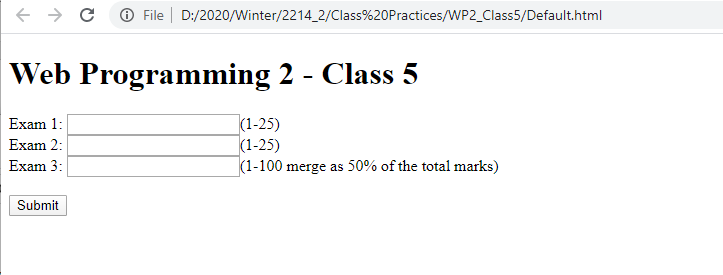 File | D:/2020/Winter/2214_2/Class%20Practices/WP2_Class5/Default.html
Web Programming 2 - Class 5
Exam 1: (1-25)
Exam 2: (1-25)
Exam 3: (1-100 merge as 50% of the total marks)
Submit